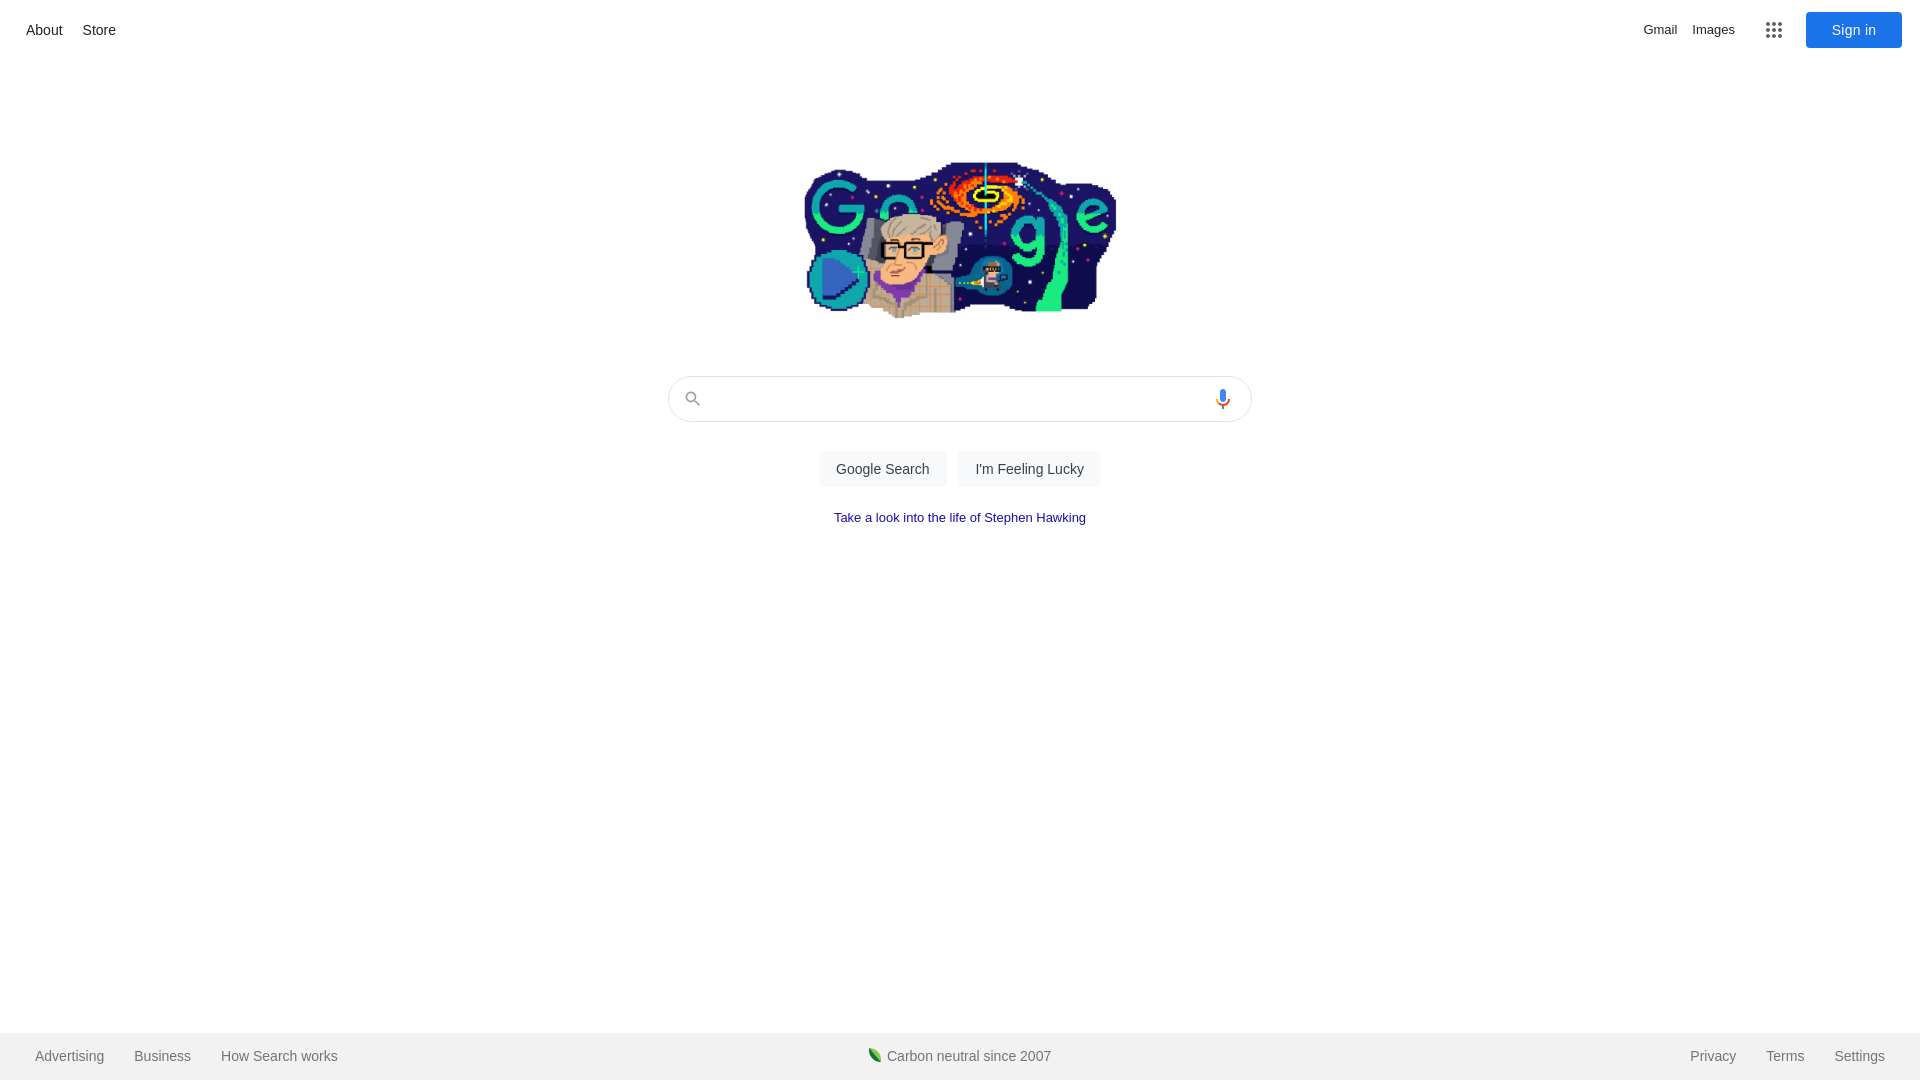 About Store
Gmail Images
Sign in
Go g e
Google Search
I'm Feeling Lucky
Take a look into the life of Stephen Hawking
Advertising Business How Search works
Carbon neutral since 2007
Privacy Terms Settings